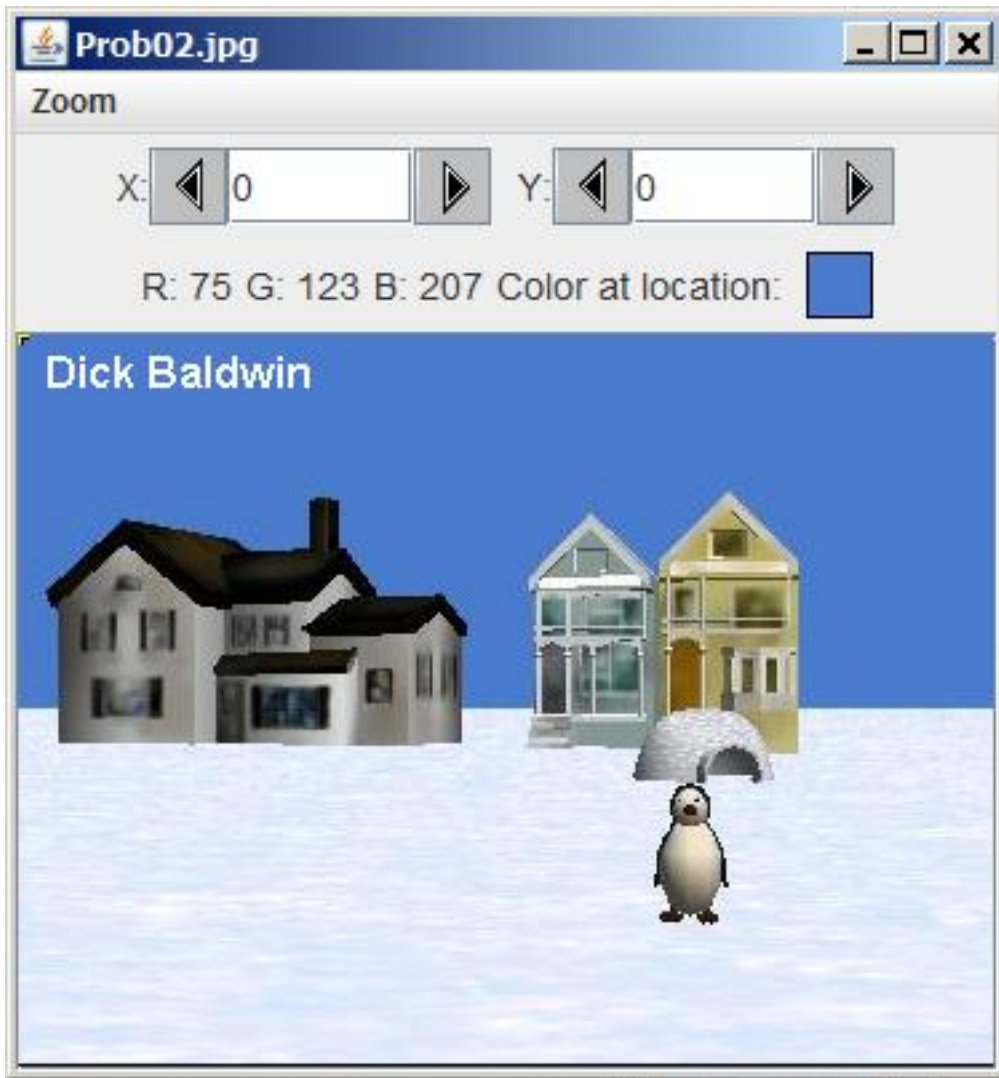 Prob02.jpg
Zoom
X: 0 Y: 0
R: 75 G: 123 B: 207 Color at location:
Dick Baldwin